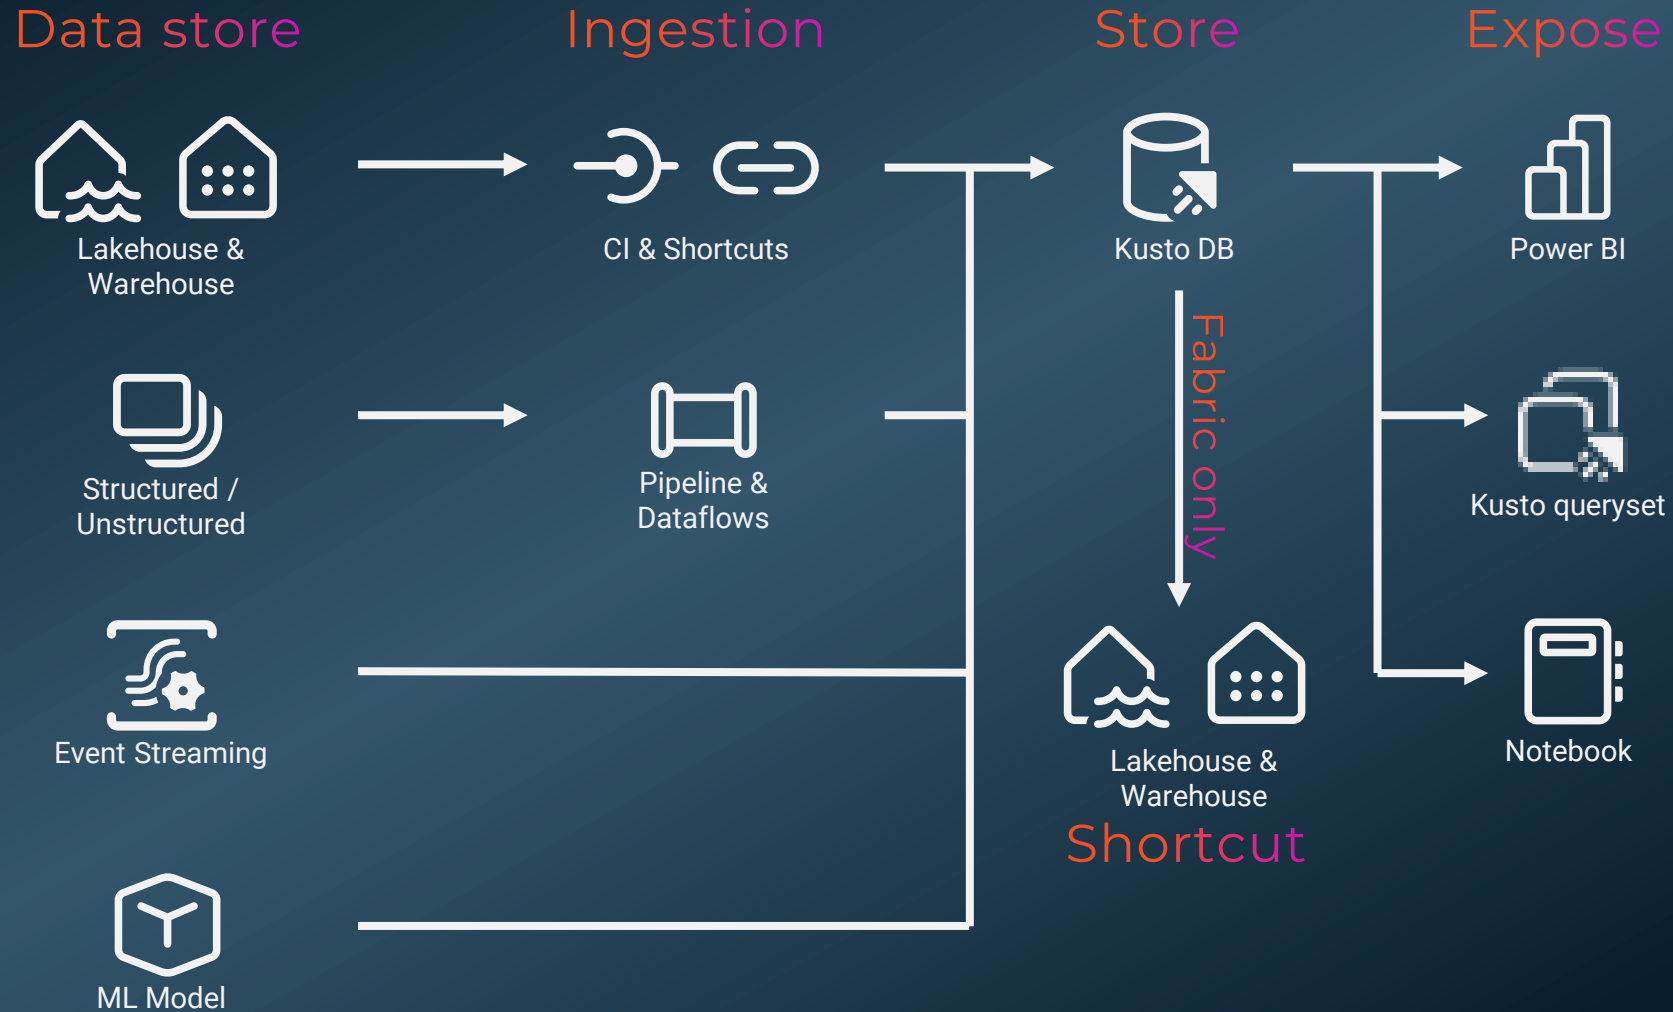 Data store
Ingestion
Store
Expose
Lakehouse &
Warehouse
CI & Shortcuts
Kusto DB
Power BI
Fabric only
Structured /
Unstructured
Pipeline &
Dataflows
Kusto queryset
Event Streaming
Lakehouse &
Warehouse
Shortcut
Notebook
ML Model